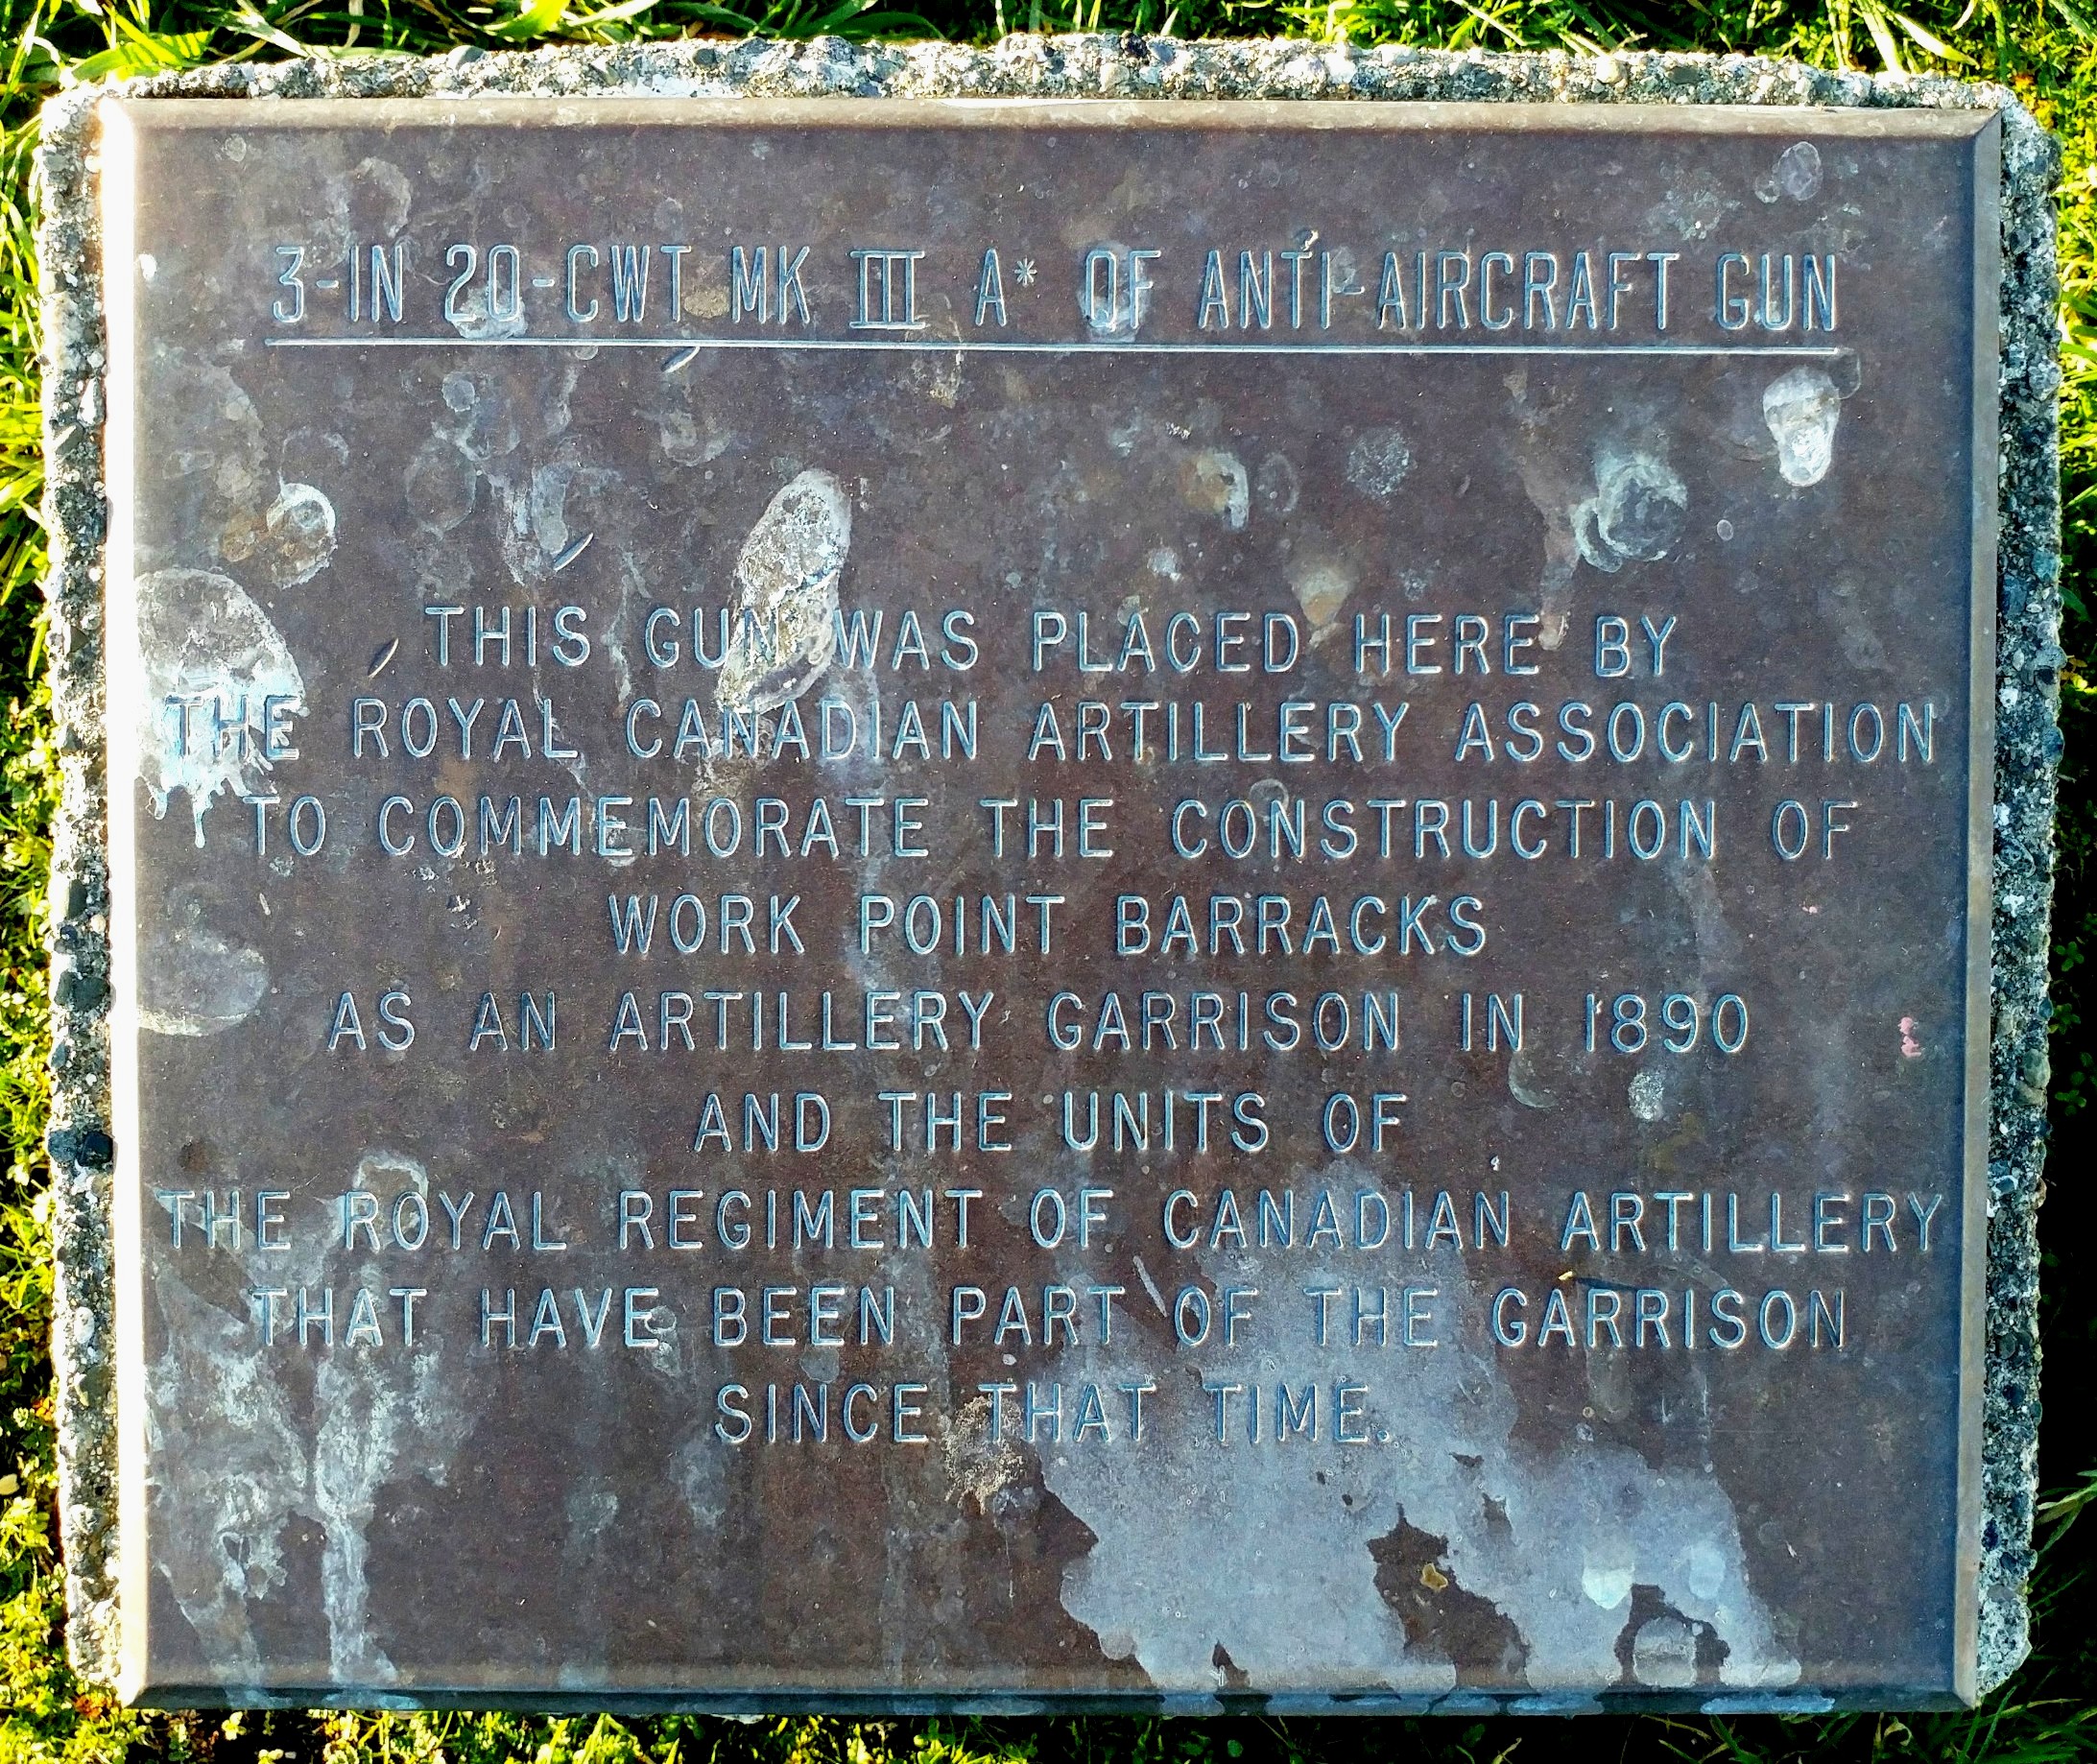 3-IN 20-CWT MK III A* QF ANTI-AIRCRAFT GUN
THIS GUN WAS PLACED HERE BY
THE ROYAL CANADIAN ARTILLERY ASSOCIATION
TO COMMEMORATE THE CONSTRUCTION OF
WORK POINT BARRACKS
AS AN ARTILLERY GARRISON IN 1890
AND THE UNITS OF
THE ROYAL REGIMENT OF CANADIAN ARTILLERY
THAT HAVE BEEN PART OF THE GARRISON
SINCE THAT TIME.